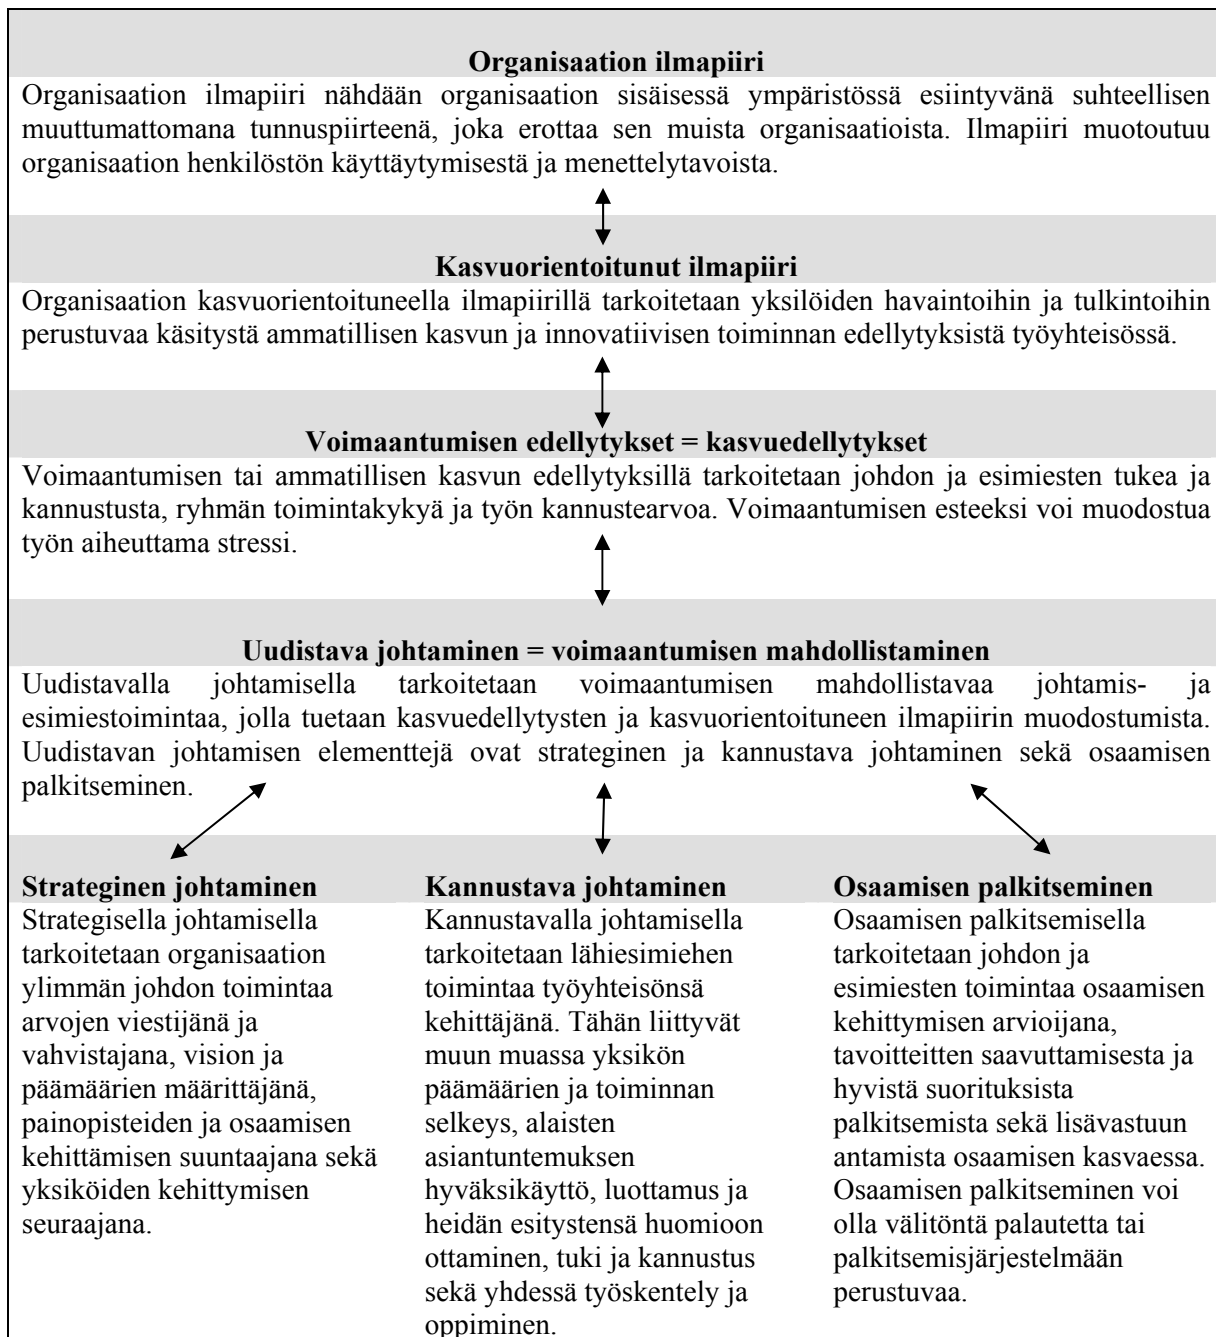 Organisaation ilmapiiri
Organisaation ilmapiiri nähdään organisaation sisäisessä ympäristössä esiintyvänä suhteellisen
muuttumattomana tunnuspiirteenä, joka erottaa sen muista organisaatioista. Ilmapiiri muotoutuu
organisaation henkilöstön käyttäytymisestä ja menettelytavoista.
Kasvuorientoitunut ilmapiiri
Organisaation kasvuorientoituneella ilmapiirillä tarkoitetaan yksilöiden havaintoihin ja tulkintoihin
perustuvaa käsitystä ammatillisen kasvun ja innovatiivisen toiminnan edellytyksistä työyhteisössä.
Voimaantumisen edellytykset = kasvuedellytykset
Voimaantumisen tai ammatillisen kasvun edellytyksillä tarkoitetaan johdon ja esimiesten tukea ja
kannustusta, ryhmän toimintakykyä ja työn kannustearvoa. Voimaantumisen esteeksi voi muodostua
työn aiheuttama stressi.
Uudistava johtaminen = voimaantumisen mahdollistaminen
Uudistavalla johtamisella tarkoitetaan voimaantumisen mahdollistavaa johtamis- ja
esimiestoimintaa, jolla tuetaan kasvuedellytysten ja kasvuorientoituneen ilmapiirin muodostumista.
Uudistavan johtamisen elementtejä ovat strateginen ja kannustava johtaminen sekä osaamisen
palkitseminen.
Strateginen johtaminen
Strategisella johtamisella
tarkoitetaan organisaation
ylimmän johdon toimintaa
arvojen viestijänä ja
vahvistajana, vision ja
päämäärien määrittäjänä,
painopisteiden ja osaamisen
kehittämisen suuntaajana sekä
yksiköiden kehittymisen
seuraajana.
Kannustava johtaminen
Kannustavalla johtamisella
tarkoitetaan lähiesimiehen
toimintaa työyhteisönsä
kehittäjänä. Tähän liittyvät
muun muassa yksikön
päämäärien ja toiminnan
selkeys, alaisten
asiantuntemuksen
hyväksikäyttö, luottamus ja
heidän esitystensä huomioon
ottaminen, tuki ja kannustus
sekä yhdessä työskentely ja
oppiminen.
Osaamisen palkitseminen
Osaamisen palkitsemisella
tarkoitetaan johdon ja
esimiesten toimintaa osaamisen
kehittymisen arvioijana,
tavoitteitten saavuttamisesta ja
hyvistä suorituksista
palkitsemista sekä lisävastuun
antamista osaamisen kasvaessa.
Osaamisen palkitseminen voi
olla välitöntä palautetta tai
palkitsemisjärjestelmään
perustuvaa.